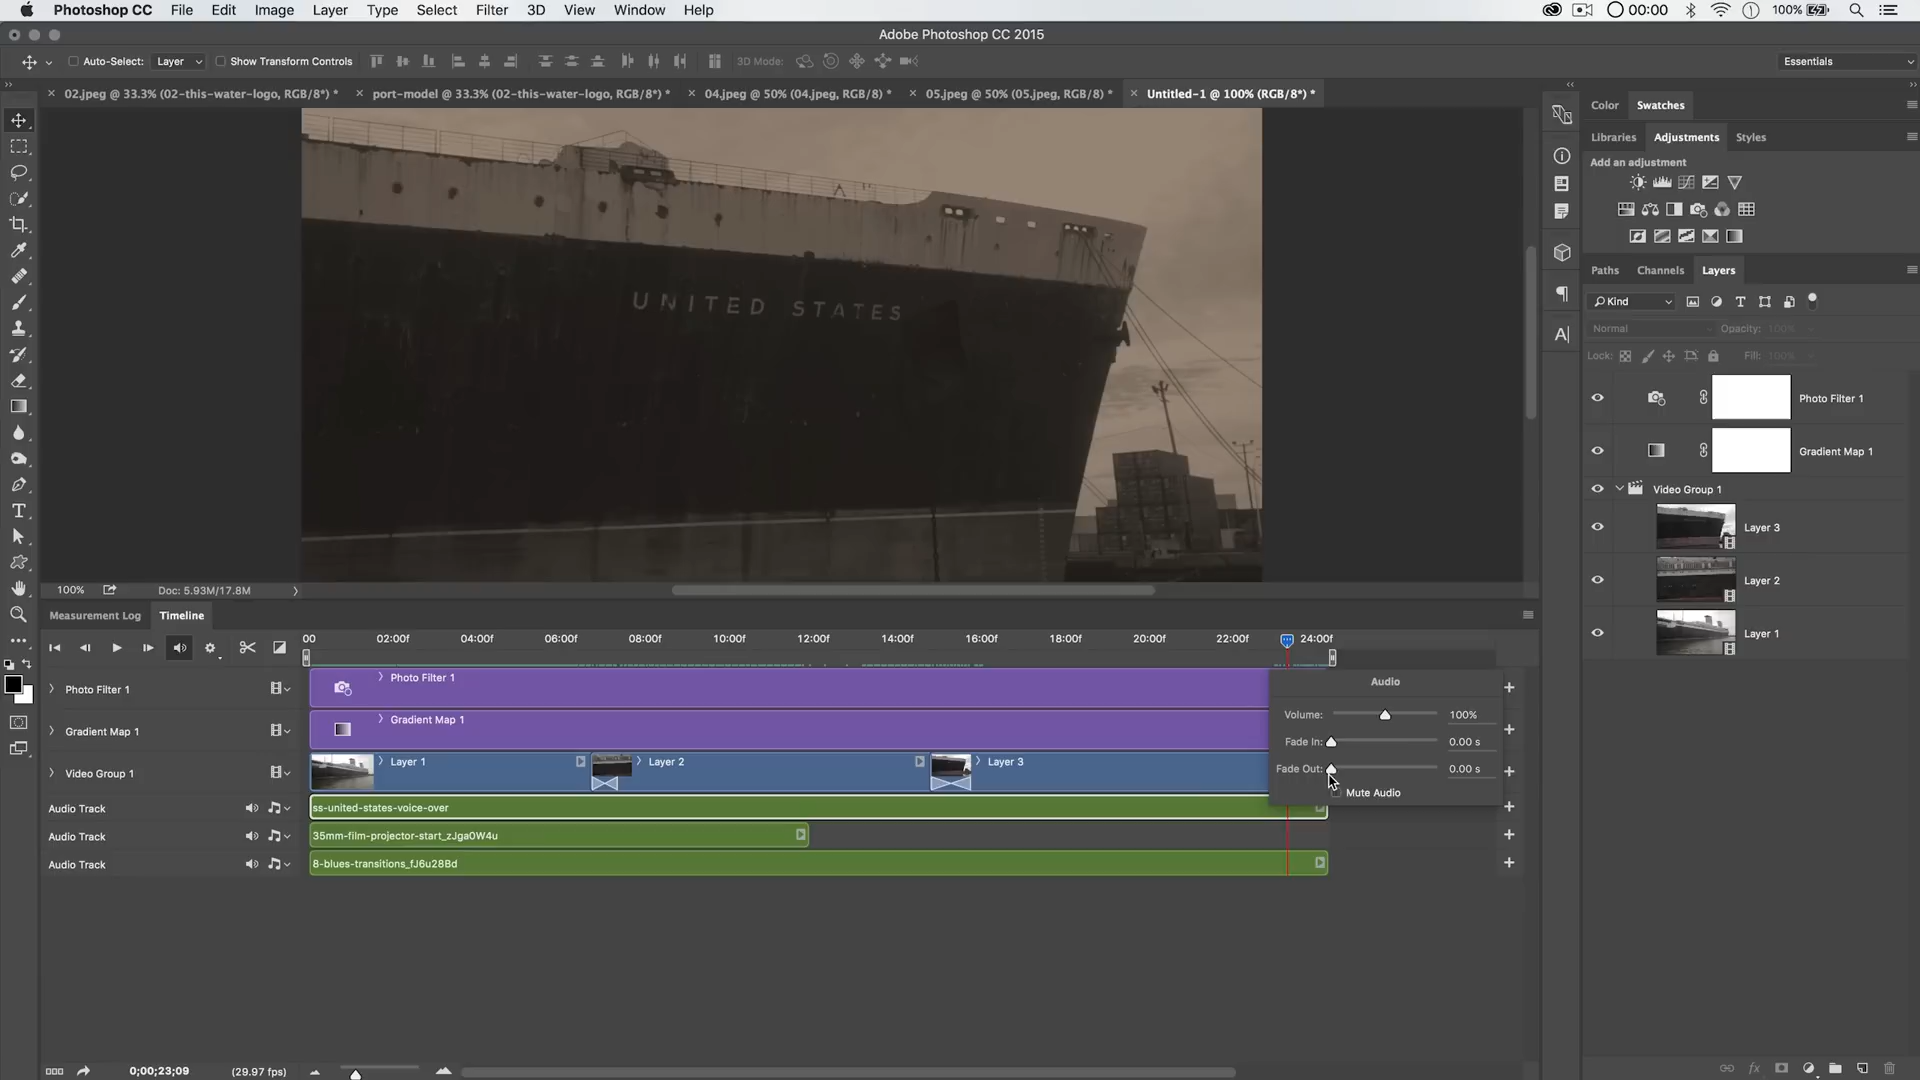 Photoshop CC File Edit Image Layer Type Select Filter 3D View Window Help 00:00 100%
Adobe Photoshop CC 2015
Auto-Select: Layer Show Transform Controls 3D Mode: Essentials
02.jpeg @ 33.3% (02-this-water-logo, RGB/8*) * port-model @ 33.3% (02-this-water-logo, RGB/8*) * 04.jpeg @ 50% (04.jpeg, RGB/8) * 05.jpeg @ 50% (05.jpeg, RGB/8) * Untitled-1 @ 100% (RGB/8*) *
Color Swatches
Libraries Adjustments Styles
Add an adjustment
Paths Channels Layers
Kind
Normal Opacity: 100%
Lock: Fill: 100%
Photo Filter 1
Gradient Map 1
Video Group 1
Layer 3
Layer 2
Layer 1
UNITED STATES
100% Doc: 5.93M/17.8M
Measurement Log Timeline
00 02:00f 04:00f 06:00f 08:00f 10:00f 12:00f 14:00f 16:00f 18:00f 20:00f 22:00f 24:00f
Photo Filter 1 Photo Filter 1
Gradient Map 1 Gradient Map 1
Video Group 1 Layer 1 Layer 2 Layer 3
Audio Track ss-united-states-voice-over
Audio Track 35mm-film-projector-start_zJga0W4u
Audio Track 8-blues-transitions_fJ6u28Bd
Audio
Volume: 100%
Fade In: 0.00 s
Fade Out: 0.00 s
Mute Audio
0;00;23;09 (29.97 fps)